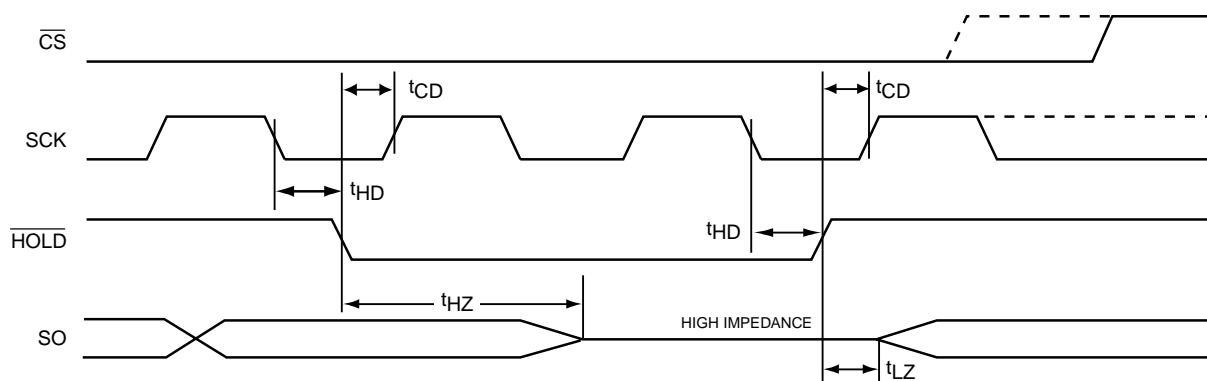 CS
tCD
tCD
SCK
tHD
HOLD
tHD
tHZ
HIGH IMPEDANCE
SO
tLZ